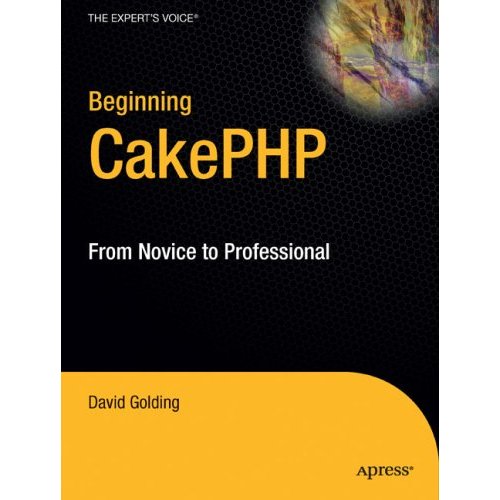 THE EXPERT'S VOICE®
Beginning
CakePHP
From Novice to Professional
David Golding
Apress®